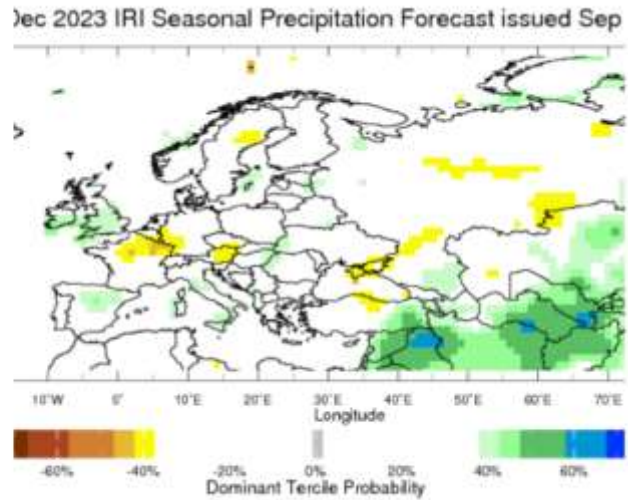 Dec 2023 IRI Seasonal Precipitation Forecast issued Sep
10°W 0° 10°E 20°E 30°E 40°E 50°E 60°E 70°E
Longitude
-60% -40% -20% 0% 20% 40% 60%
Dominant Tercile Probability